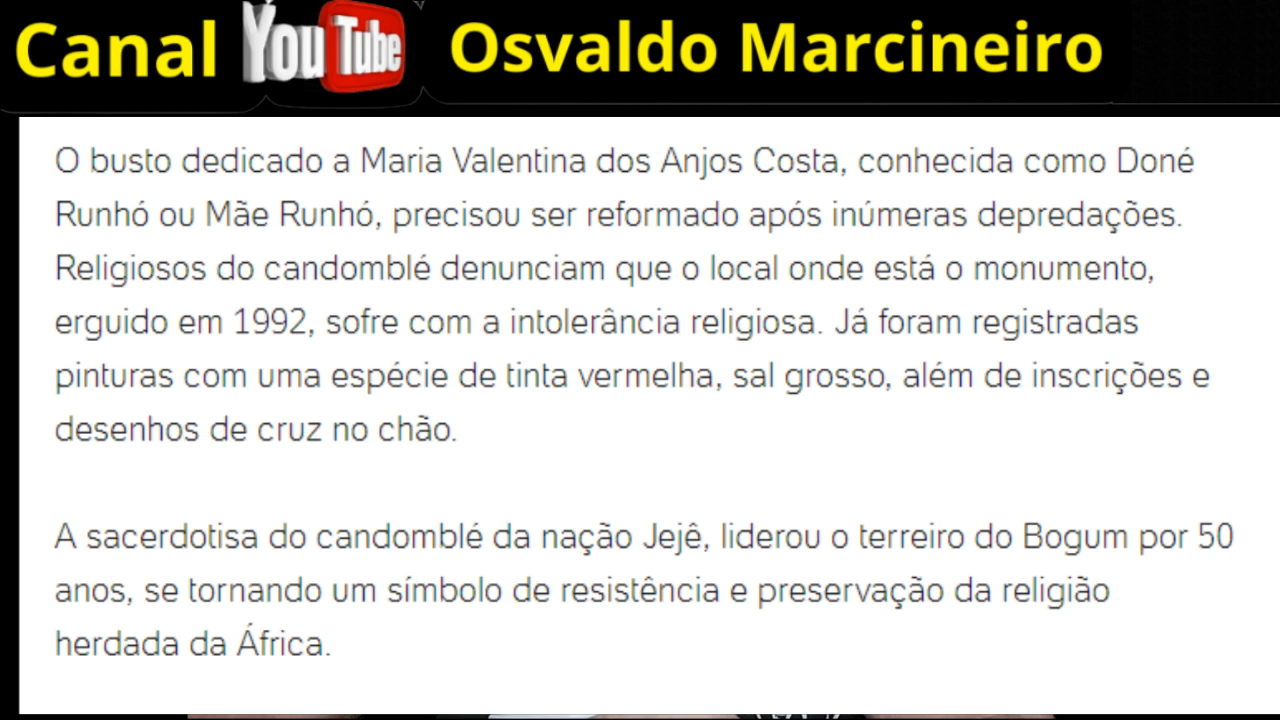 Canal YouTube Osvaldo Marcineiro
O busto dedicado a Maria Valentina dos Anjos Costa, conhecida como Doné
Runhó ou Mãe Runhó, precisou ser reformado após inúmeras depredações.
Religiosos do candomblé denunciam que o local onde está o monumento,
erguido em 1992, sofre com a intolerância religiosa. Já foram registradas
pinturas com uma espécie de tinta vermelha, sal grosso, além de inscrições e
desenhos de cruz no chão.
A sacerdotisa do candomblé da nação Jejê, liderou o terreiro do Bogum por 50
anos, se tornando um símbolo de resistência e preservação da religião
herdada da África.